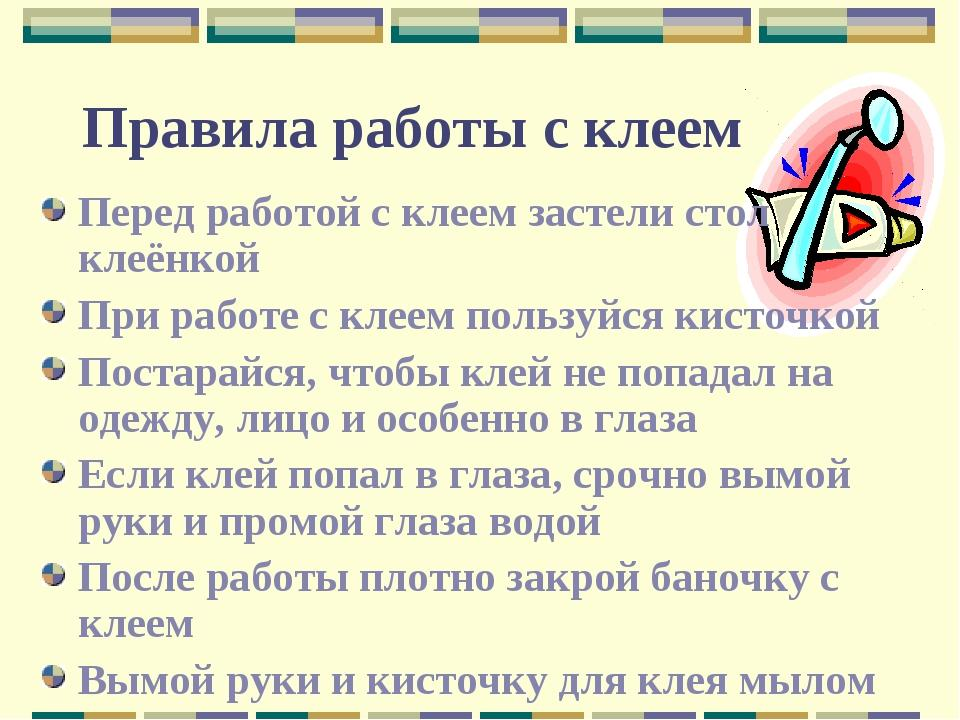 Правила работы с клеем
Перед работой с клеем застели стол
клеёнкой
При работе с клеем пользуйся кисточкой
Постарайся, чтобы клей не попадал на
одежду, лицо и особенно в глаза
Если клей попал в глаза, срочно вымой
руки и промой глаза водой
После работы плотно закрой баночку с
клеем
Вымой руки и кисточку для клея мылом